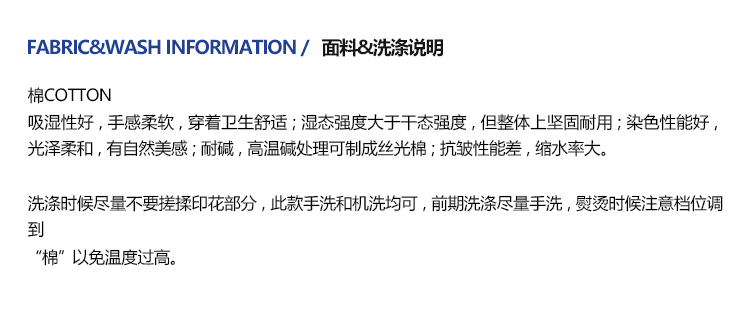 FABRIC&WASH INFORMATION / 面料&洗涤说明
棉COTTON
吸湿性好，手感柔软，穿着卫生舒适；湿态强度大于干态强度，但整体上坚固耐用；染色性能好，
光泽柔和，有自然美感；耐碱，高温碱处理可制成丝光棉；抗皱性能差，缩水率大。
洗涤时候尽量不要搓揉印花部分，此款手洗和机洗均可，前期洗涤尽量手洗，熨烫时候注意档位调
到
“棉”以免温度过高。